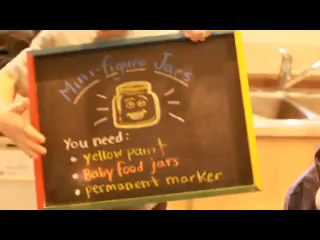 Mini-figure Jars
You need:
• yellow paint
• Baby food jars
• permanent marker